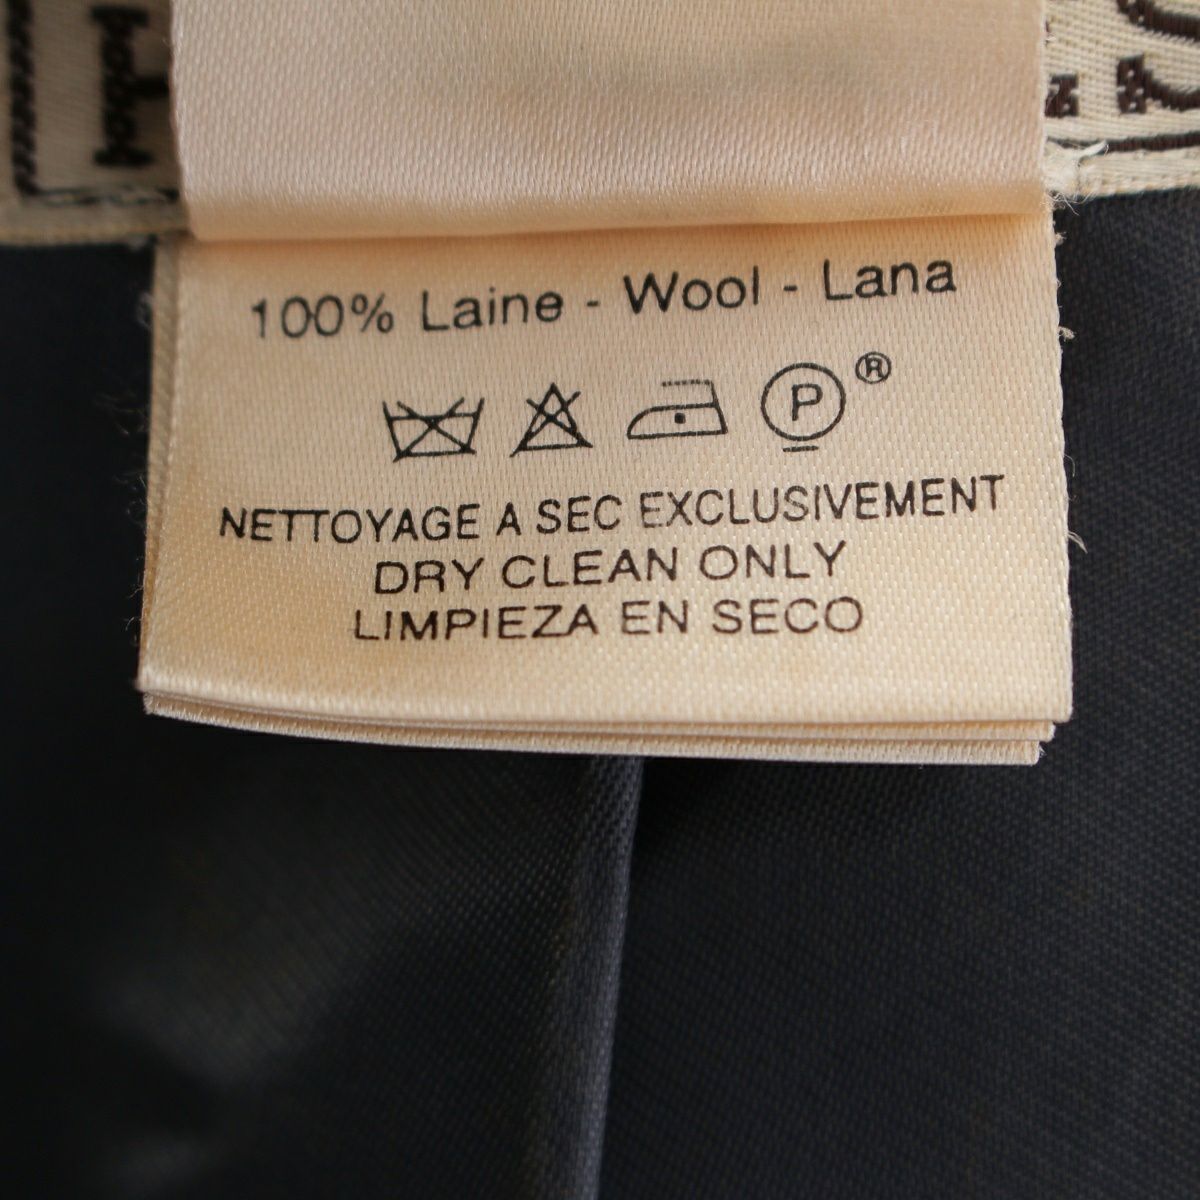 100% Laine - Wool - Lana
P®
NETTOYAGE A SEC EXCLUSIVEMENT
DRY CLEAN ONLY
LIMPIEZA EN SECO